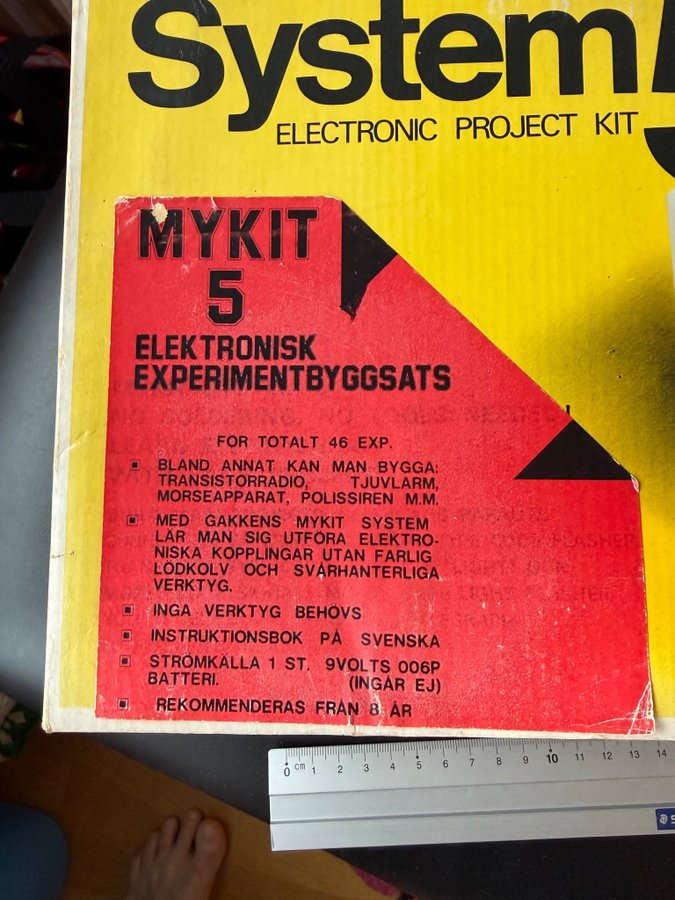 System
ELECTRONIC PROJECT KIT
MYKIT
5
ELEKTRONISK
EXPERIMENTBYGGSATS
FÖR TOTALT 46 EXP.
BLAND ANNAT KAN MAN BYGGA:
TRANSISTORRADIO, TJUVLARM,
MORSEAPPARAT, POLISSIREN M.M.
MED GAKKENS MYKIT SYSTEM
LÄR MAN SIG UTFÖRA ELEKTRO-
NISKA KOPPLINGAR UTAN FARLIG
LÖDKOLV OCH SVÅRHANTERLIGA
VERKTYG.
INGA VERKTYG BEHÖVS
INSTRUKTIONSBOK PÅ SVENSKA
STRÖMKÄLLA 1 ST. 9VOLTS 006P
BATTERI. (INGÅR EJ)
REKOMMENDERAS FRÅN 8 ÅR
0 cm 1 2 3 4 5 6 7 8 9 10 11 12 13 14